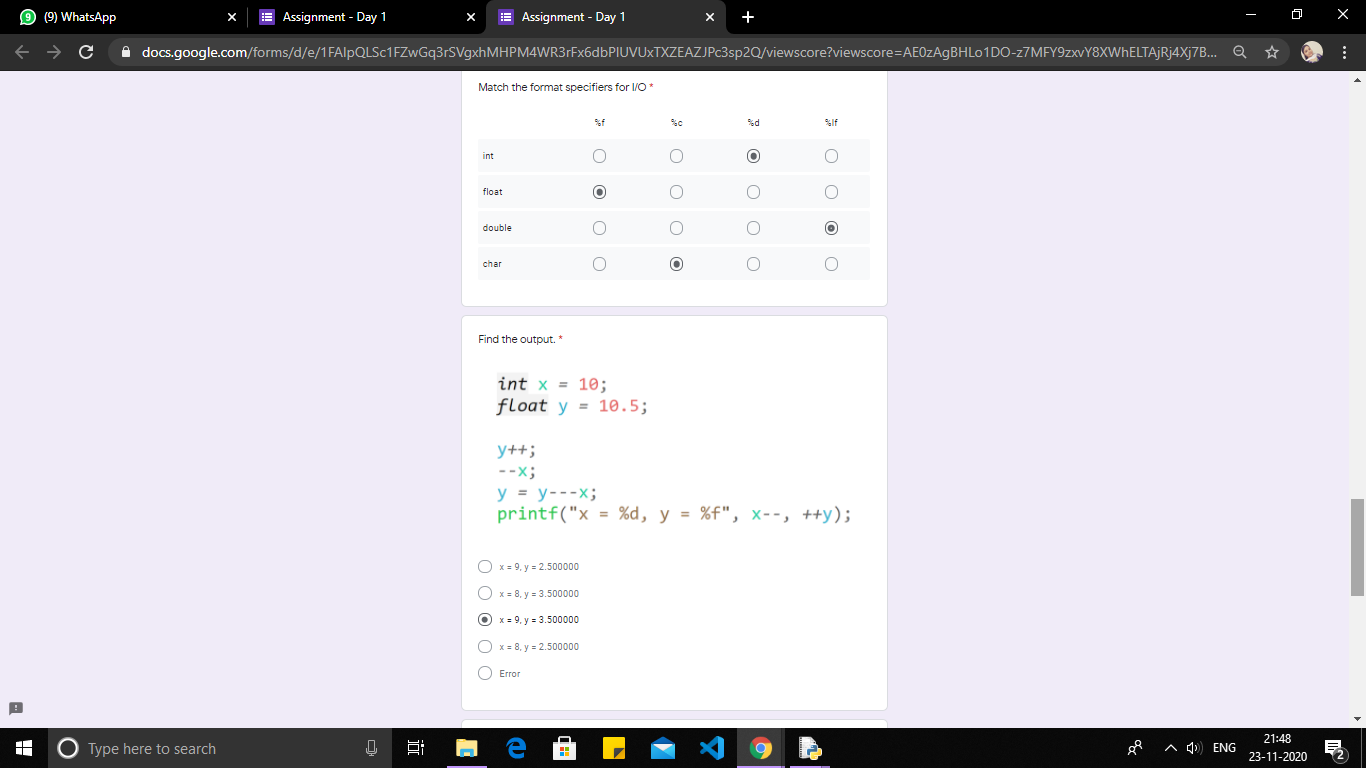 (9) WhatsApp
Assignment - Day 1
Assignment - Day 1
docs.google.com/forms/d/e/1FAIpQLSc1FZwGq3rSVgxhMHPM4WR3rFx6dbPlUVUxTXZEAZJPc3sp2Q/viewscore?viewscore=AE0zAgBHLo1DO-z7MFY9zxvY8XWhELTAjRj4Xj7B...
Match the format specifiers for I/O *
%f %c %d %lf
int
float
double
char
Find the output. *
int x = 10;
float y = 10.5;
y++;
--x;
y = y---x;
printf("x = %d, y = %f", x--, ++y);
x = 9, y = 2.500000
x = 8, y = 3.500000
x = 9, y = 3.500000
x = 8, y = 2.500000
Error
Type here to search
ENG
21:48
23-11-2020
2